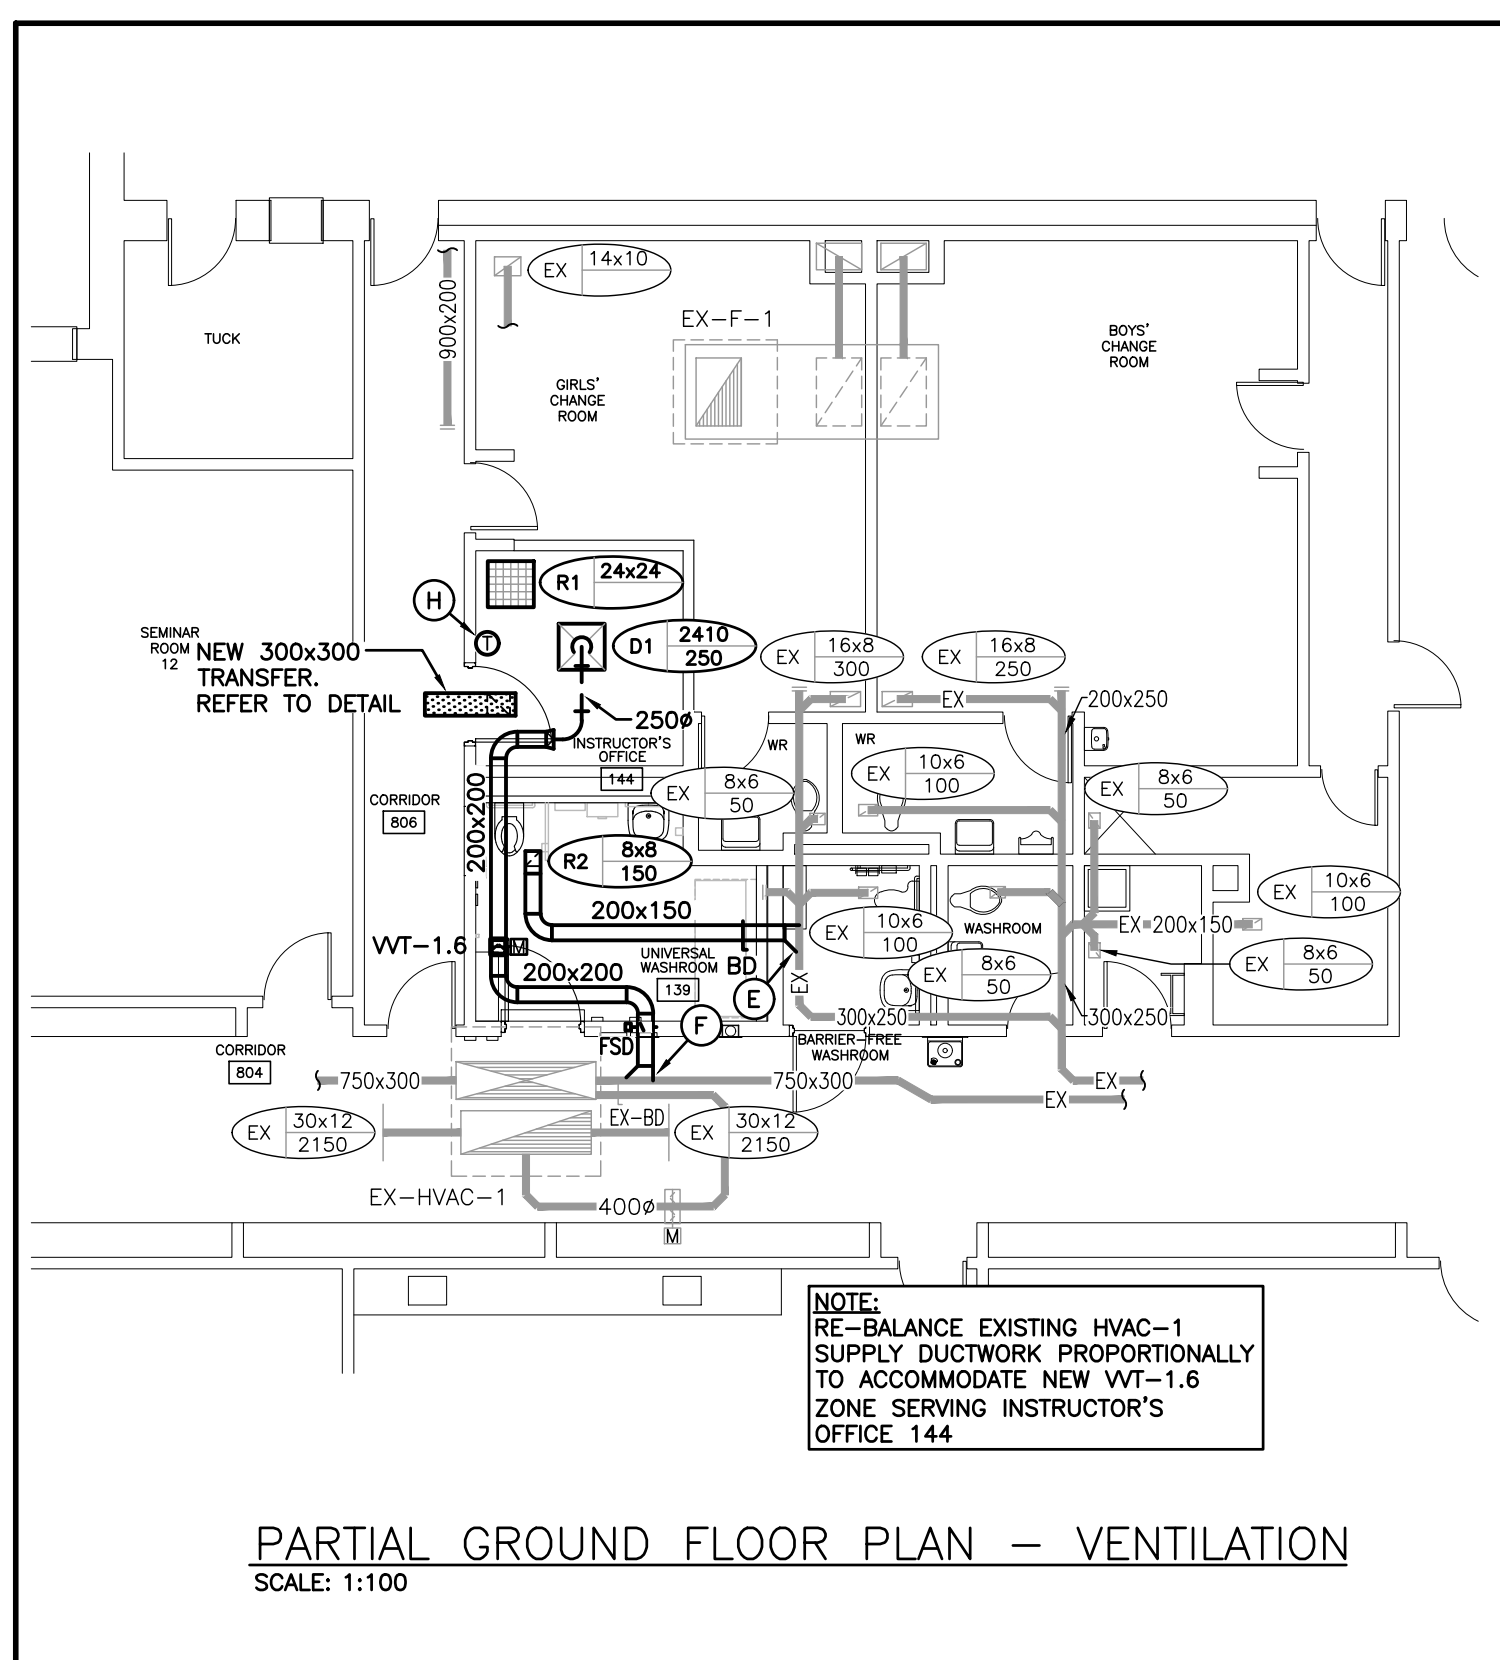 EX 14x10
900x200
EX-F-1
TUCK
BOYS'
CHANGE
ROOM
GIRLS'
CHANGE
ROOM
R1 24x24
H
T
SEMINAR
ROOM
12
NEW 300x300
TRANSFER.
REFER TO DETAIL
D1 2410
250
EX 16x8
300
EX 16x8
250
EX
200x250
250ø
INSTRUCTOR'S
OFFICE
144
WR
WR
EX 10x6
100
EX 8x6
50
EX 8x6
50
CORRIDOR
806
200x200
R2 8x8
150
EX 10x6
100
200x150
EX 10x6
100
WASHROOM
EX 200x150
VVT-1.6
M
UNIVERSAL
WASHROOM
139
BD
200x200
EX 8x6
50
EX 8x6
50
E
EX
F
300x250
300x250
FSD
BARRIER-FREE
WASHROOM
CORRIDOR
804
750x300
750x300
EX
EX
EX-BD
EX 30x12
2150
EX 30x12
2150
EX-HVAC-1
400ø
M
NOTE:
RE-BALANCE EXISTING HVAC-1
SUPPLY DUCTWORK PROPORTIONALLY
TO ACCOMMODATE NEW VVT-1.6
ZONE SERVING INSTRUCTOR'S
OFFICE 144
PARTIAL GROUND FLOOR PLAN - VENTILATION
SCALE: 1:100